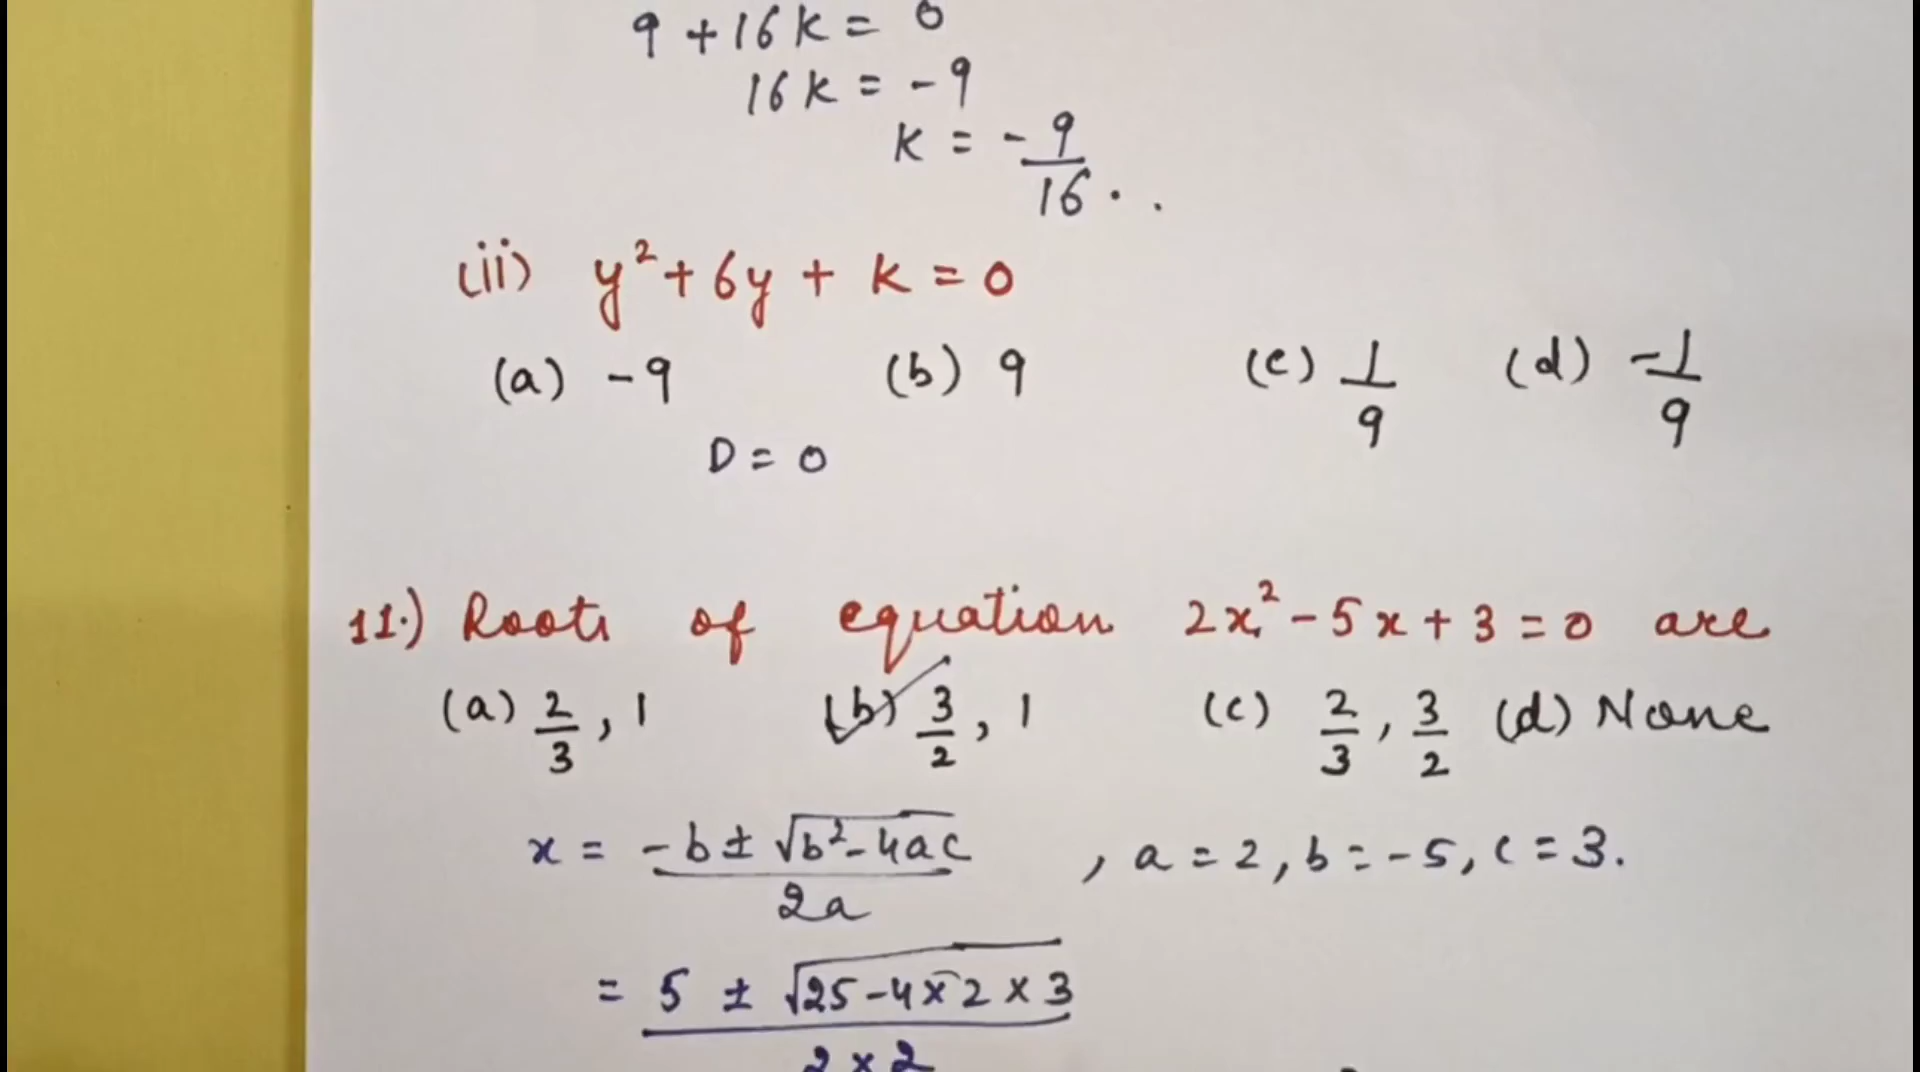 9 + 16k = 0
16k = -9
k = -9/16 . .
(ii) y² + 6y + k = 0
(a) -9 (b) 9 (c) 1/9 (d) -1/9
D = 0
11.) Roots of equation 2x² - 5x + 3 = 0 are
(a) 2/3, 1 (b) 3/2, 1 (c) 2/3, 3/2 (d) None
x = -b ± √b² - 4ac / 2a , a = 2, b = -5, c = 3.
= 5 ± √25 - 4 x 2 x 3 / 2 x 2